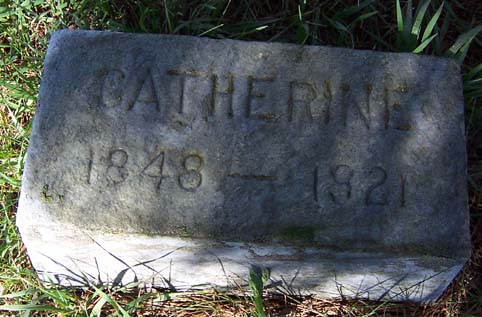 CATHERINE
1848 — 1921